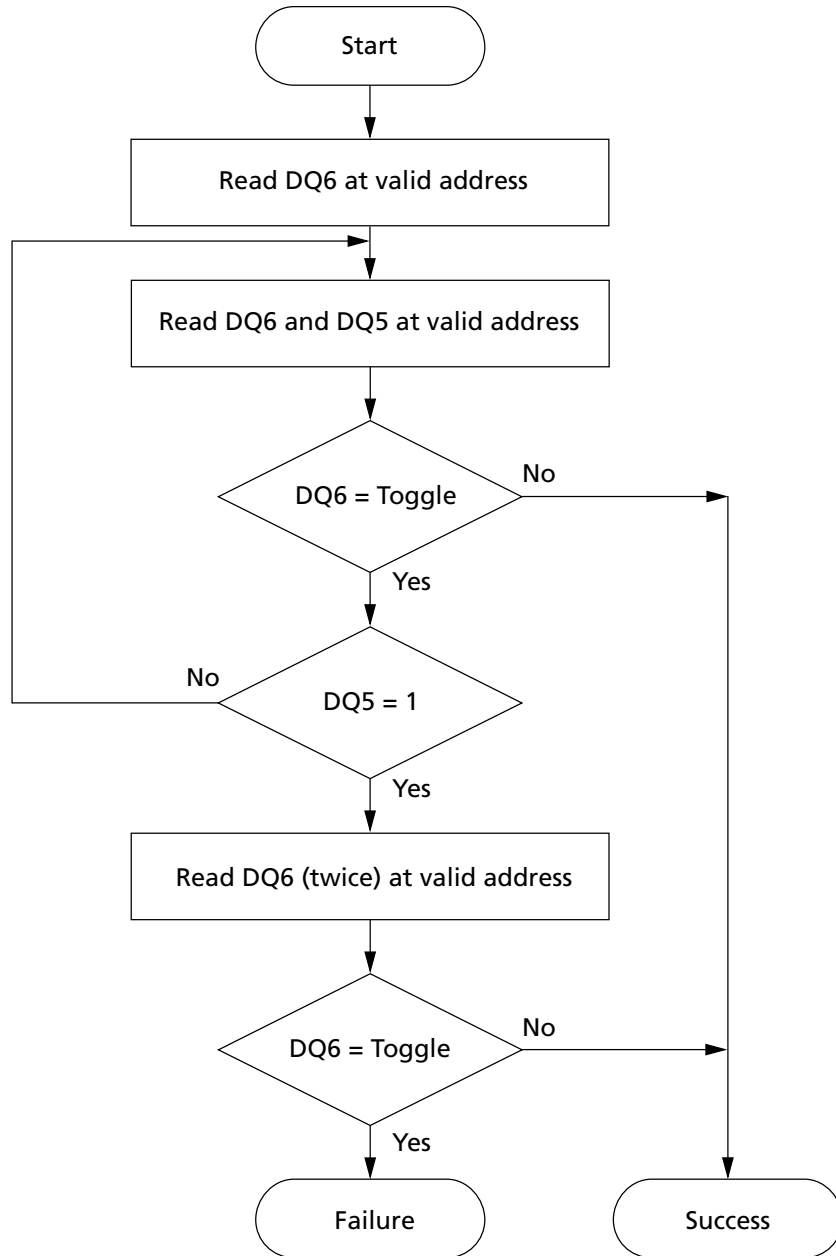 Start
Read DQ6 at valid address
Read DQ6 and DQ5 at valid address
DQ6 = Toggle
No
Yes
DQ5 = 1
No
Yes
Read DQ6 (twice) at valid address
DQ6 = Toggle
No
Yes
Failure
Success